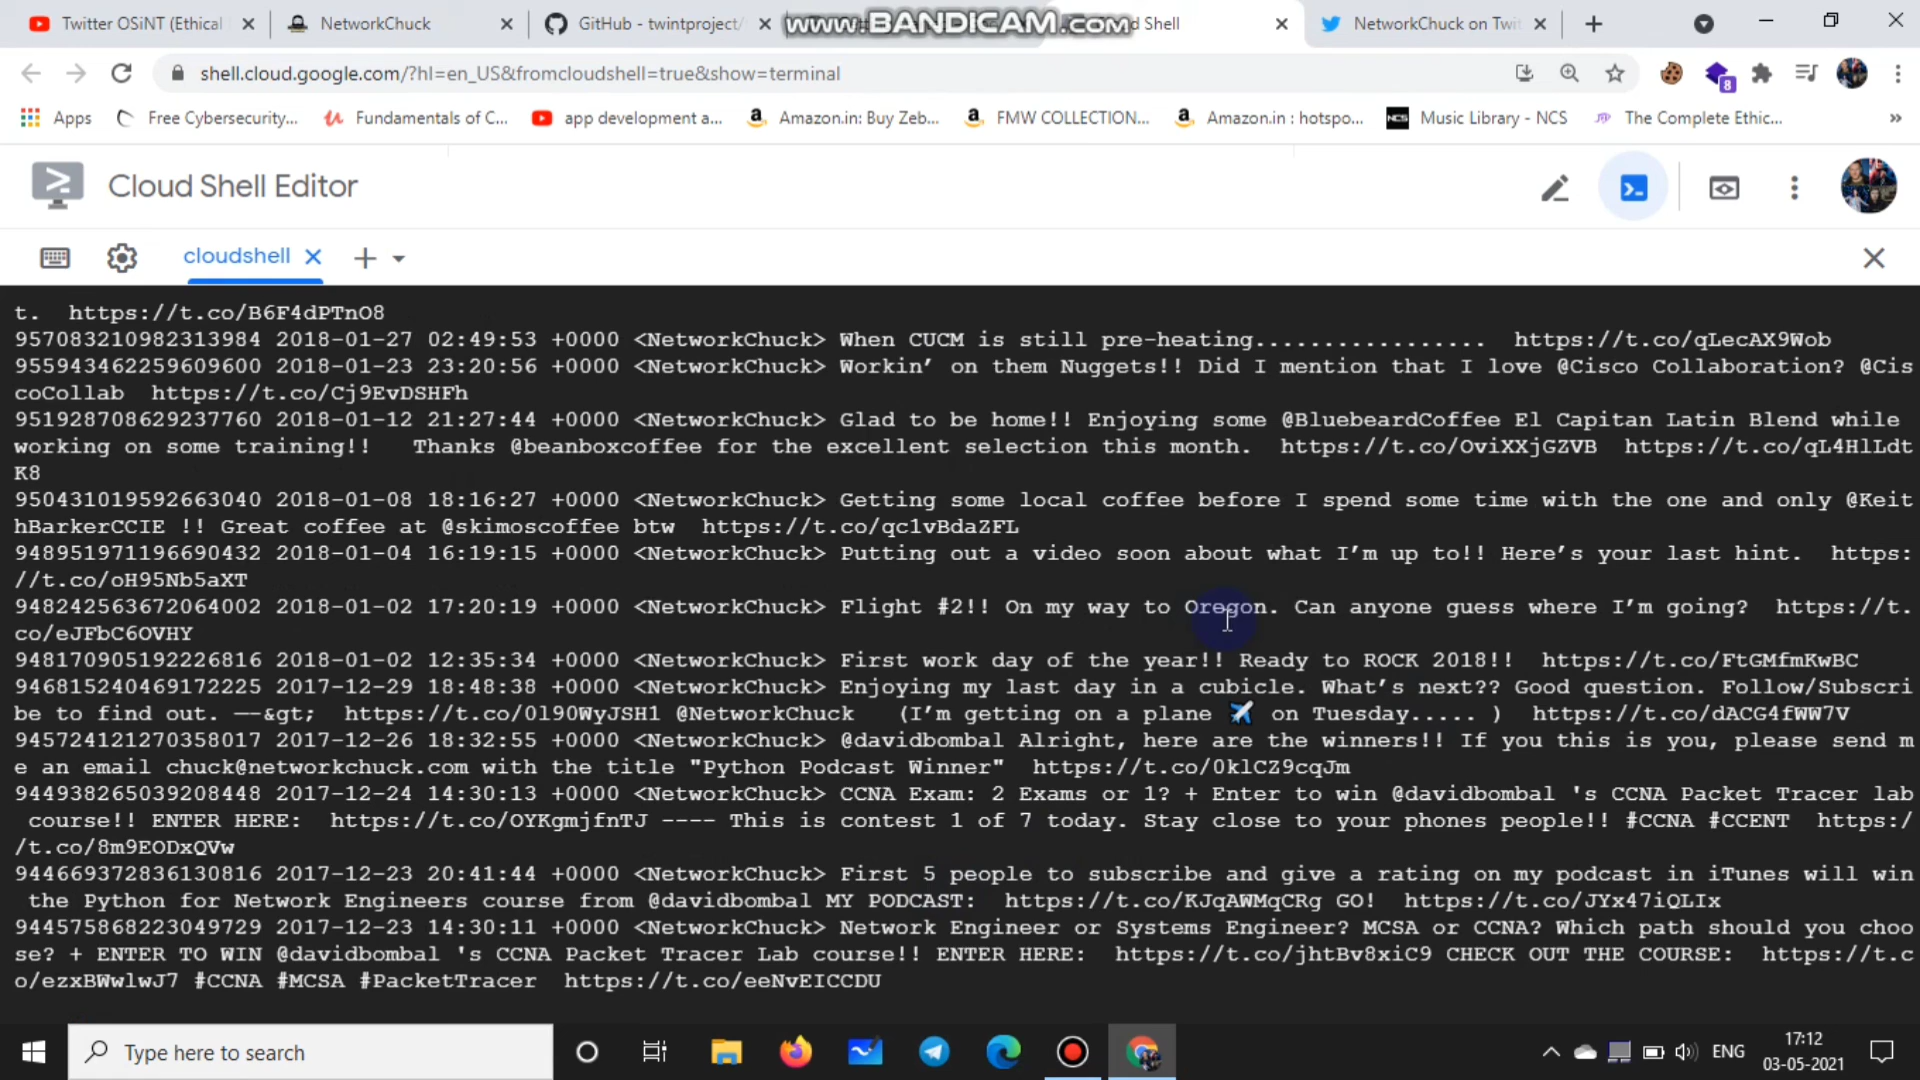 Twitter OSiNT (Ethical
NetworkChuck
GitHub - twintproject/
www.BANDICAM.com
d Shell
NetworkChuck on Twi
shell.cloud.google.com/?hl=en_US&fromcloudshell=true&show=terminal
8
Apps
Free Cybersecurity...
Fundamentals of C...
app development a...
Amazon.in: Buy Zeb...
FMW COLLECTION...
Amazon.in : hotspo...
NCS
Music Library - NCS
The Complete Ethic...
»
Cloud Shell Editor
cloudshell
t.  https://t.co/B6F4dPTnO8
957083210982313984 2018-01-27 02:49:53 +0000 <NetworkChuck> When CUCM is still pre-heating.................  https://t.co/qLecAX9Wob
955943462259609600 2018-01-23 23:20:56 +0000 <NetworkChuck> Workin’ on them Nuggets!! Did I mention that I love @Cisco Collaboration? @Cis
coCollab  https://t.co/Cj9EvDSHFh
951928708629237760 2018-01-12 21:27:44 +0000 <NetworkChuck> Glad to be home!! Enjoying some @BluebeardCoffee El Capitan Latin Blend while
working on some training!!   Thanks @beanboxcoffee for the excellent selection this month.  https://t.co/OviXXjGZVB  https://t.co/qL4HlLdt
K8
950431019592663040 2018-01-08 18:16:27 +0000 <NetworkChuck> Getting some local coffee before I spend some time with the one and only @Keit
hBarkerCCIE !! Great coffee at @skimoscoffee btw  https://t.co/qc1vBdaZFL
948951971196690432 2018-01-04 16:19:15 +0000 <NetworkChuck> Putting out a video soon about what I’m up to!! Here’s your last hint.  https:
//t.co/oH95Nb5aXT
948242563672064002 2018-01-02 17:20:19 +0000 <NetworkChuck> Flight #2!! On my way to Oregon. Can anyone guess where I’m going?  https://t.
co/eJFbC6OVHY
948170905192226816 2018-01-02 12:35:34 +0000 <NetworkChuck> First work day of the year!! Ready to ROCK 2018!!  https://t.co/FtGMfmKwBC
946815240469172225 2017-12-29 18:48:38 +0000 <NetworkChuck> Enjoying my last day in a cubicle. What’s next?? Good question. Follow/Subscri
be to find out. ——&gt;  https://t.co/0l90WyJSH1 @NetworkChuck   (I’m getting on a plane ✈️ on Tuesday..... )  https://t.co/dACG4fWW7V
945724121270358017 2017-12-26 18:32:55 +0000 <NetworkChuck> @davidbombal Alright, here are the winners!! If you this is you, please send m
e an email chuck@networkchuck.com with the title "Python Podcast Winner"  https://t.co/0klCZ9cqJm
944938265039208448 2017-12-24 14:30:13 +0000 <NetworkChuck> CCNA Exam: 2 Exams or 1? + Enter to win @davidbombal 's CCNA Packet Tracer lab
course!! ENTER HERE:  https://t.co/OYKgmjfnTJ ---- This is contest 1 of 7 today. Stay close to your phones people!! #CCNA #CCENT  https:/
/t.co/8m9EODxQVw
944669372836130816 2017-12-23 20:41:44 +0000 <NetworkChuck> First 5 people to subscribe and give a rating on my podcast in iTunes will win
the Python for Network Engineers course from @davidbombal MY PODCAST:  https://t.co/KJqAWMqCRg GO!  https://t.co/JYx47iQLIx
944575868223049729 2017-12-23 14:30:11 +0000 <NetworkChuck> Network Engineer or Systems Engineer? MCSA or CCNA? Which path should you choo
se? + ENTER TO WIN @davidbombal 's CCNA Packet Tracer Lab course!! ENTER HERE:  https://t.co/jhtBv8xiC9 CHECK OUT THE COURSE:  https://t.c
o/ezxBWwlwJ7 #CCNA #MCSA #PacketTracer  https://t.co/eeNvEICCDU
Type here to search
ENG
17:12
03-05-2021